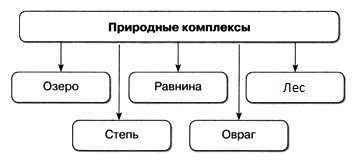 Природные комплексы
Озеро
Равнина
Лес
Степь
Овраг